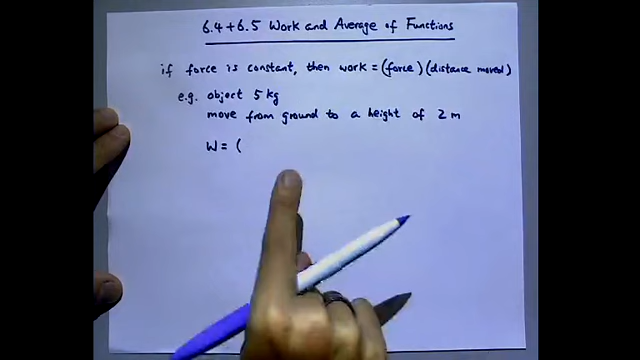 6.4+6.5 Work and Average of Functions
if force is constant, then work = (force)(distance moved)
e.g. object 5 kg
move from ground to a height of 2 m
W = (